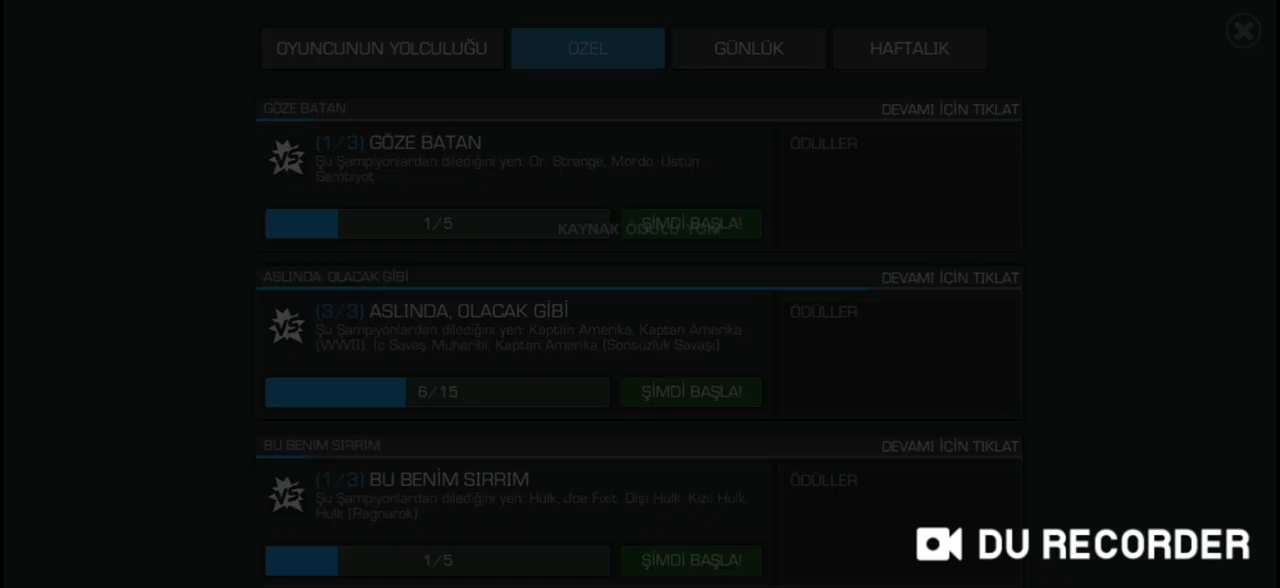 OYUNCUNUN YOLCULUĞU ÖZEL GÜNLÜK HAFTALIK
GÖZE BATAN DEVAMI İÇİN TIKLAT
VS (1/3) GÖZE BATAN ÖDÜLLER
Şu Şampiyonlardan dilediğini yen: Dr. Strange, Mordo, Üstün
Sembiyot
1/5 ŞİMDİ BAŞLA!
KAYNAK ÖDÜLÜ YOK
ASLINDA, OLACAK GİBİ DEVAMI İÇİN TIKLAT
VS (3/3) ASLINDA, OLACAK GİBİ ÖDÜLLER
Şu Şampiyonlardan dilediğini yen: Kaptan Amerika, Kaptan Amerika
(WWII), İç Savaş Muharibi, Kaptan Amerika (Sonsuzluk Savaşı)
6/15 ŞİMDİ BAŞLA!
BU BENİM SIRRIM DEVAMI İÇİN TIKLAT
VS (1/3) BU BENİM SIRRIM ÖDÜLLER
Şu Şampiyonlardan dilediğini yen: Hulk, Joe Fixit, Dişi Hulk, Kızıl Hulk,
Hulk (Ragnarok)
1/5 ŞİMDİ BAŞLA!
DU RECORDER